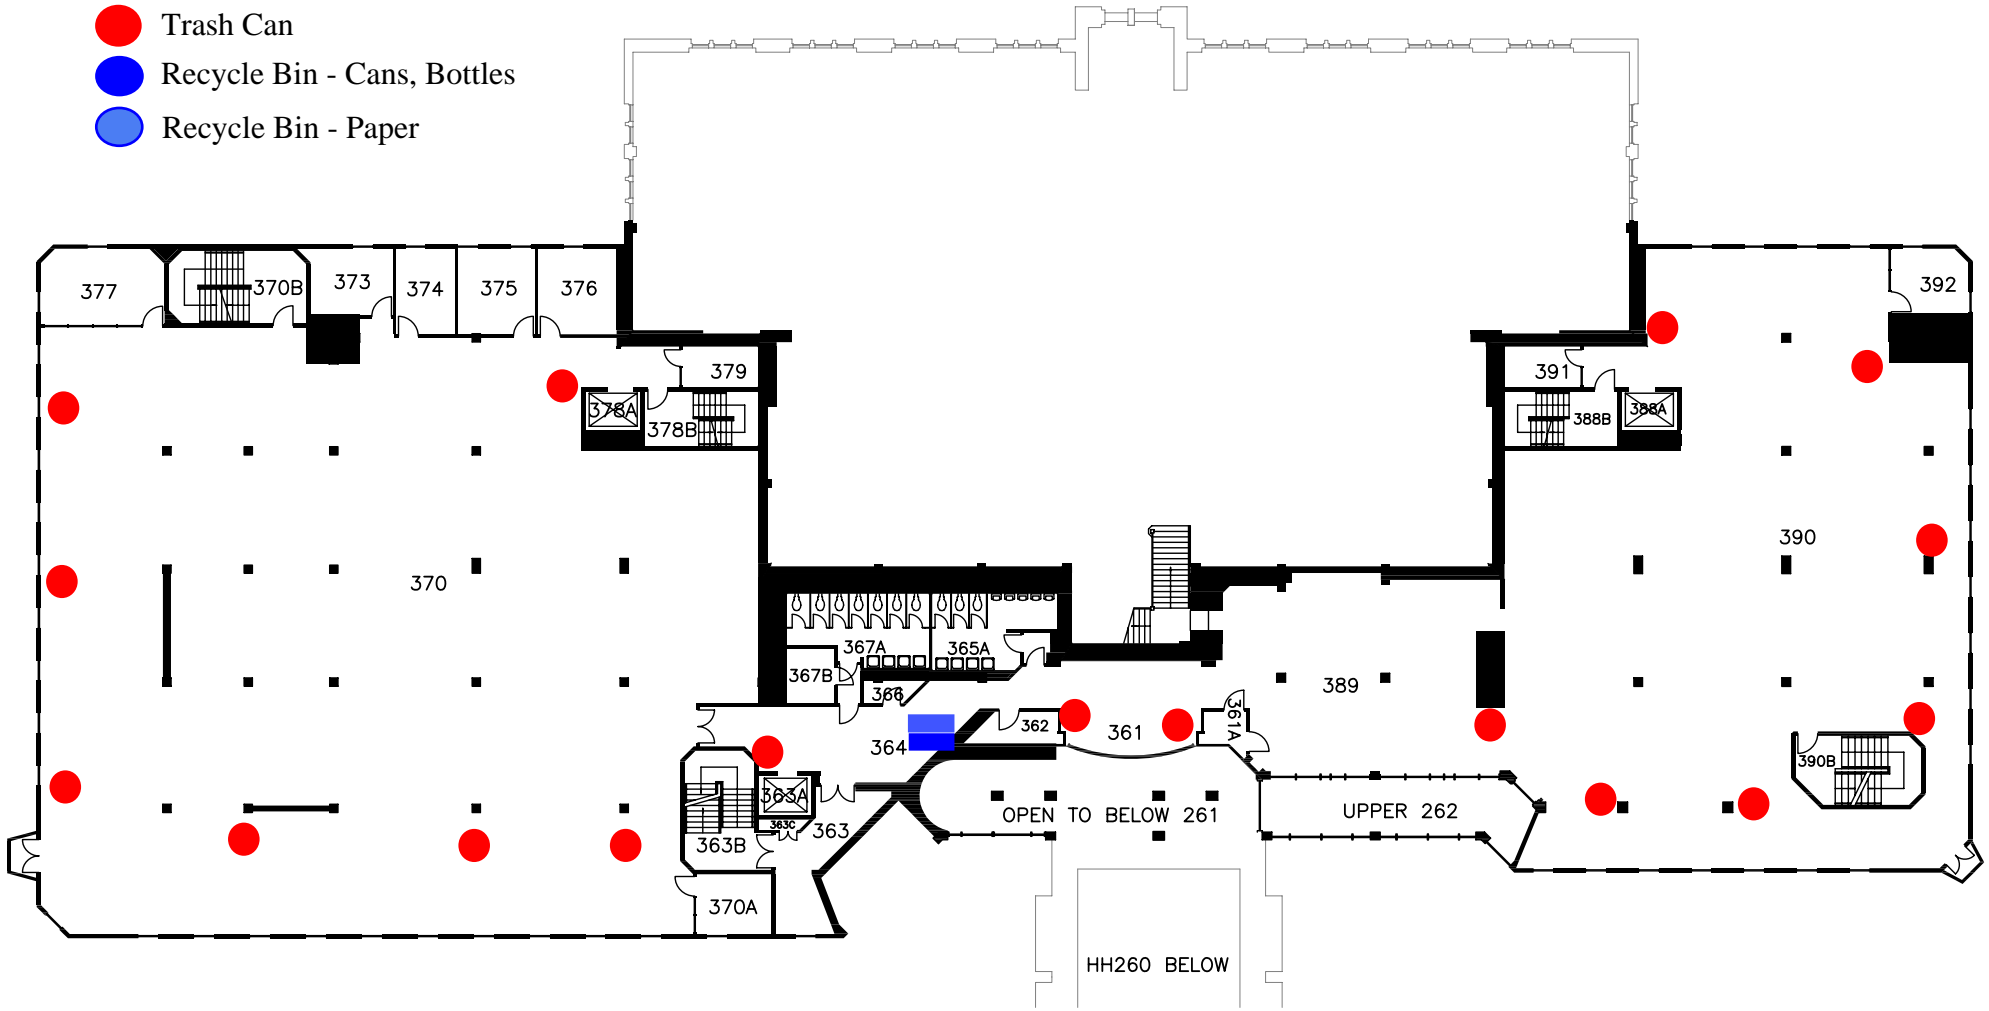 Trash Can
Recycle Bin - Cans, Bottles
Recycle Bin - Paper
377
370B
373
374
375
376
392
379
391
378A
378B
388B
388A
370
390
367A
365A
367B
366
389
362
361
361A
364
363A
363C
363
363B
390B
OPEN TO BELOW 261
UPPER 262
370A
HH260 BELOW